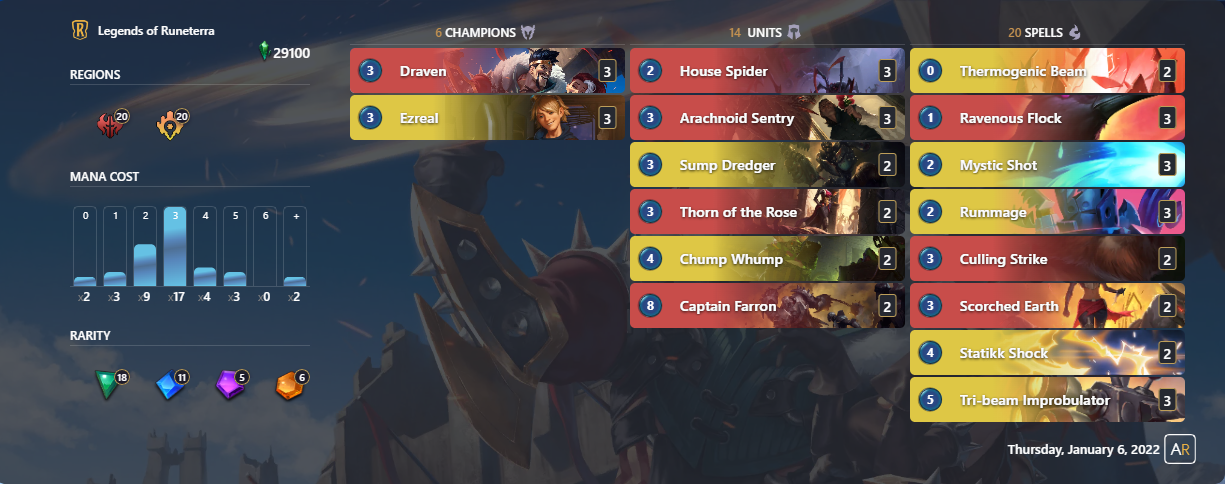 Legends of Runeterra
29100
REGIONS
20 20
MANA COST
0 1 2 3 4 5 6 +
x2 x3 x9 x17 x4 x3 x0 x2
RARITY
18 11 5 6
6 CHAMPIONS
3 Draven 3
3 Ezreal 3
14 UNITS
2 House Spider 3
3 Arachnoid Sentry 3
3 Sump Dredger 2
3 Thorn of the Rose 2
4 Chump Whump 2
8 Captain Farron 2
20 SPELLS
0 Thermogenic Beam 2
1 Ravenous Flock 3
2 Mystic Shot 3
2 Rummage 3
3 Culling Strike 2
3 Scorched Earth 2
4 Statikk Shock 2
5 Tri-beam Improbulator 3
Thursday, January 6, 2022 AR